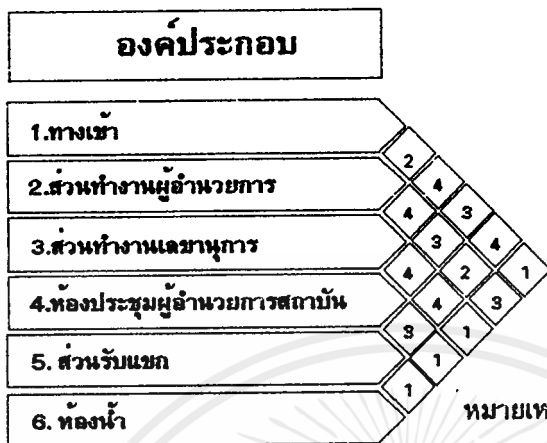 องค์ประกอบ
1.ทางเข้า
2
2.ส่วนทำงานผู้อำนวยการ 4
4 3
3.ส่วนทำงานเลขานุการ 3 4
4 2 1
4.ห้องประชุมผู้อำนวยการสถาบัน 4 3
3 1
5. ส่วนรับแขก 1
1
6. ห้องน้ำ
หมายเห